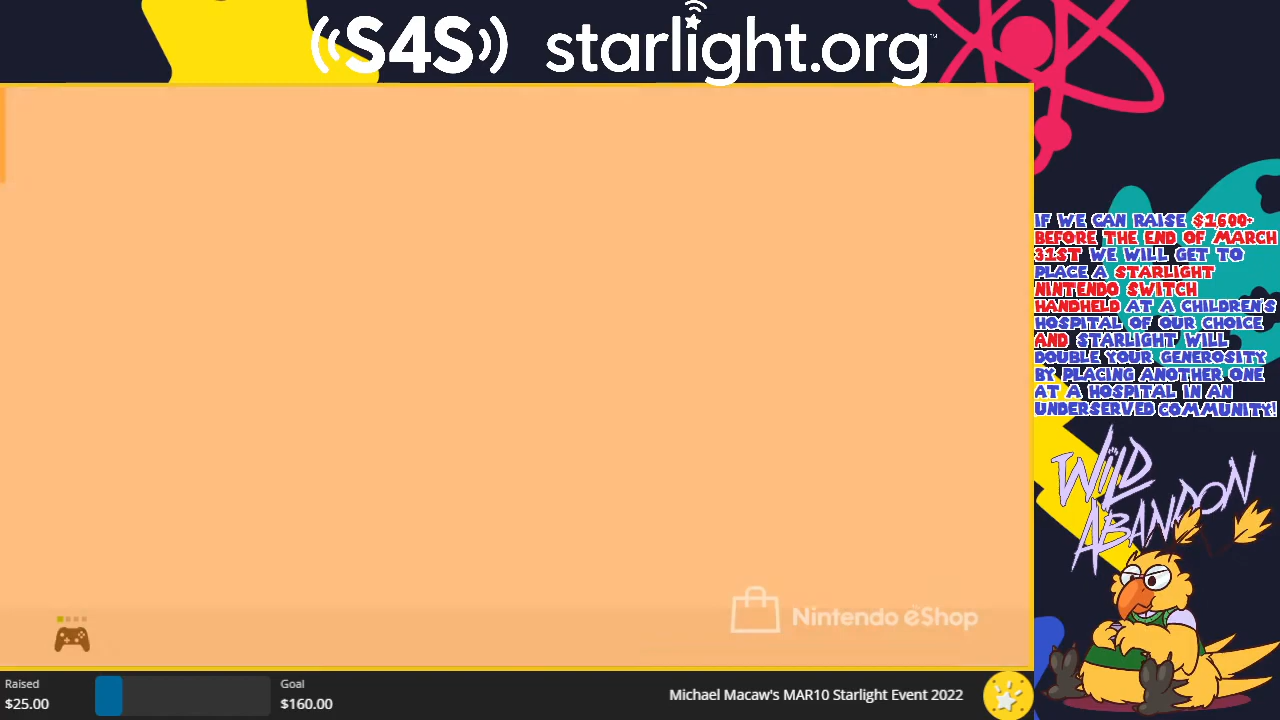 ((S4S)) starlight.org™
IF WE CAN RAISE $1600+
BEFORE THE END OF MARCH
31ST WE WILL GET TO
PLACE A STARLIGHT
NINTENDO SWITCH
HANDHELD AT A CHILDREN'S
HOSPITAL OF OUR CHOICE
AND STARLIGHT WILL
DOUBLE YOUR GENEROSITY
BY PLACING ANOTHER ONE
AT A HOSPITAL IN AN
UNDERSERVED COMMUNITY!
WILD
ABANDON
Nintendo eShop
Raised
$25.00
Goal
$160.00
Michael Macaw's MAR10 Starlight Event 2022